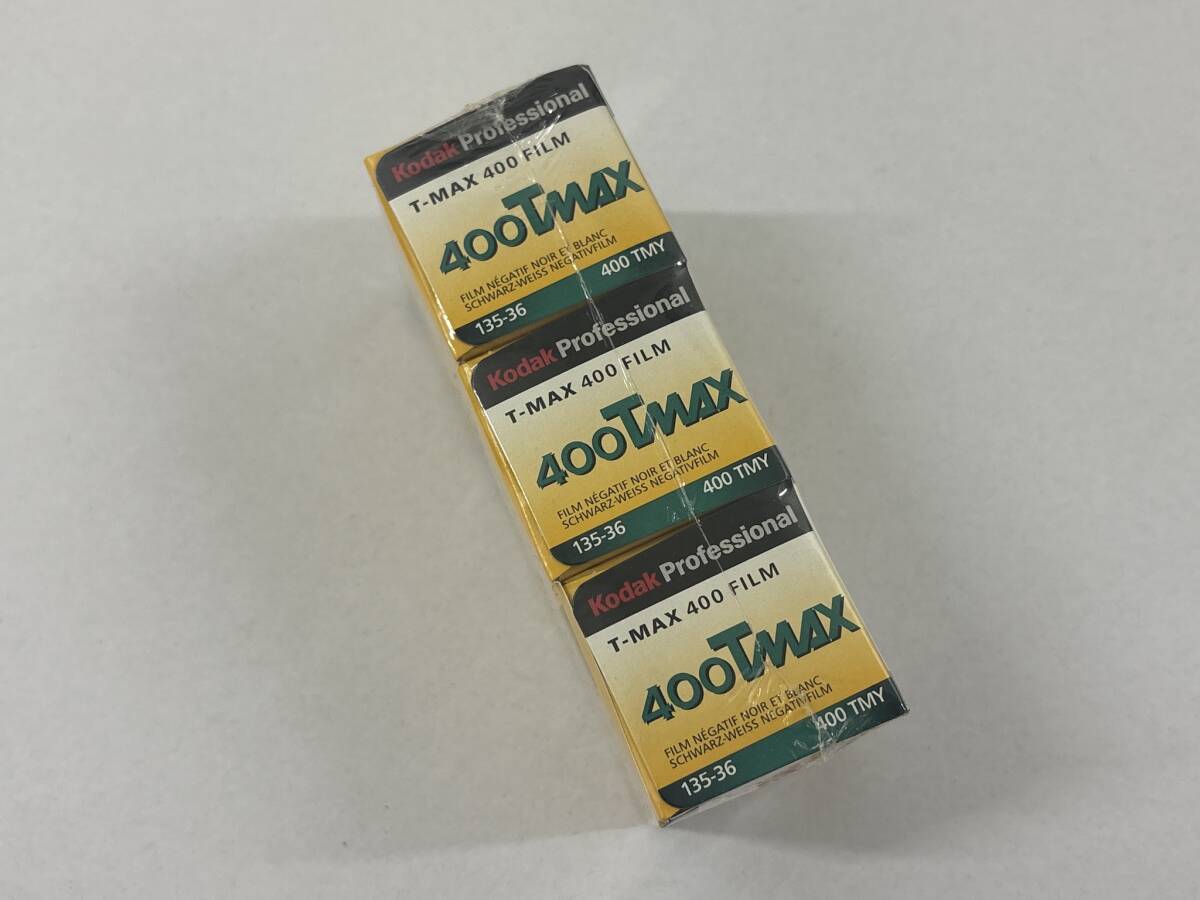 Kodak Professional
T-MAX 400 FILM
400TMAX
FILM NÉGATIF NOIR ET BLANC
SCHWARZ-WEISS NEGATIVFILM
135-36 400 TMY
Kodak Professional
T-MAX 400 FILM
400TMAX
FILM NÉGATIF NOIR ET BLANC
SCHWARZ-WEISS NEGATIVFILM
135-36 400 TMY
Kodak Professional
T-MAX 400 FILM
400TMAX
FILM NÉGATIF NOIR ET BLANC
SCHWARZ-WEISS NEGATIVFILM
135-36 400 TMY